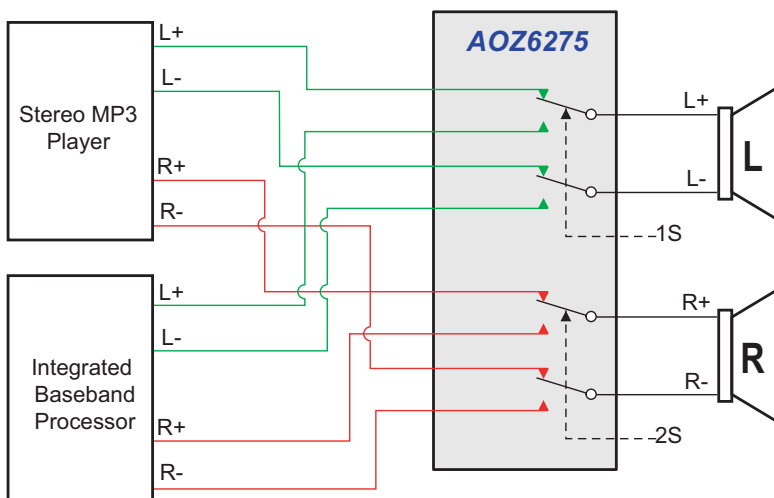 L+
L-
Stereo MP3
Player
R+
R-
L+
L-
Integrated
Baseband
Processor
R+
R-
AOZ6275
1S
2S
L+
L-
L
R+
R-
R